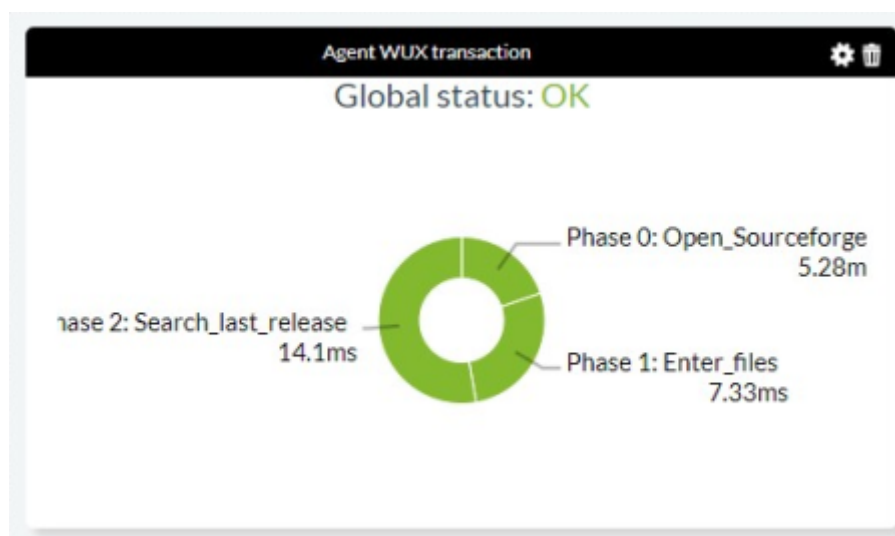 Agent WUX transaction
Global status: OK
Phase 0: Open_Sourceforge
5.28m
hase 2: Search_last_release
14.1ms
Phase 1: Enter_files
7.33ms